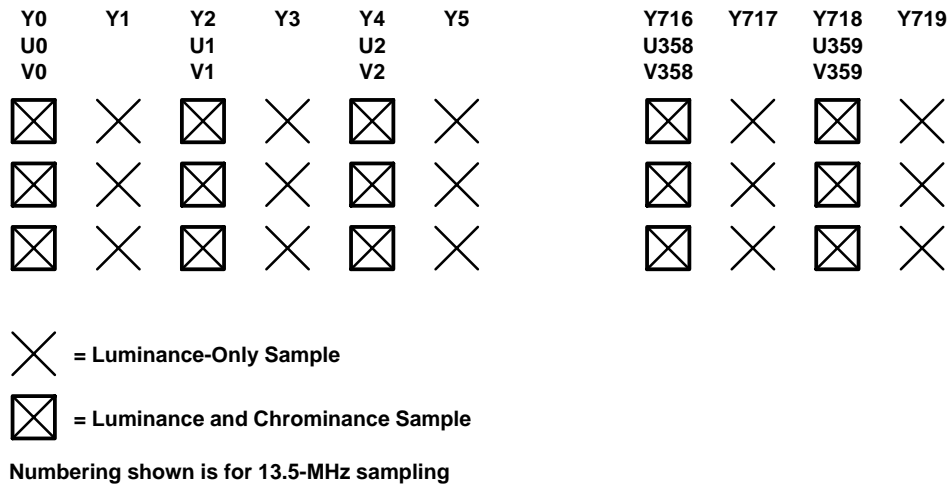 Y0 Y1 Y2 Y3 Y4 Y5 Y716 Y717 Y718 Y719
U0 U1 U2 U358 U359
V0 V1 V2 V358 V359
= Luminance-Only Sample
= Luminance and Chrominance Sample
Numbering shown is for 13.5-MHz sampling